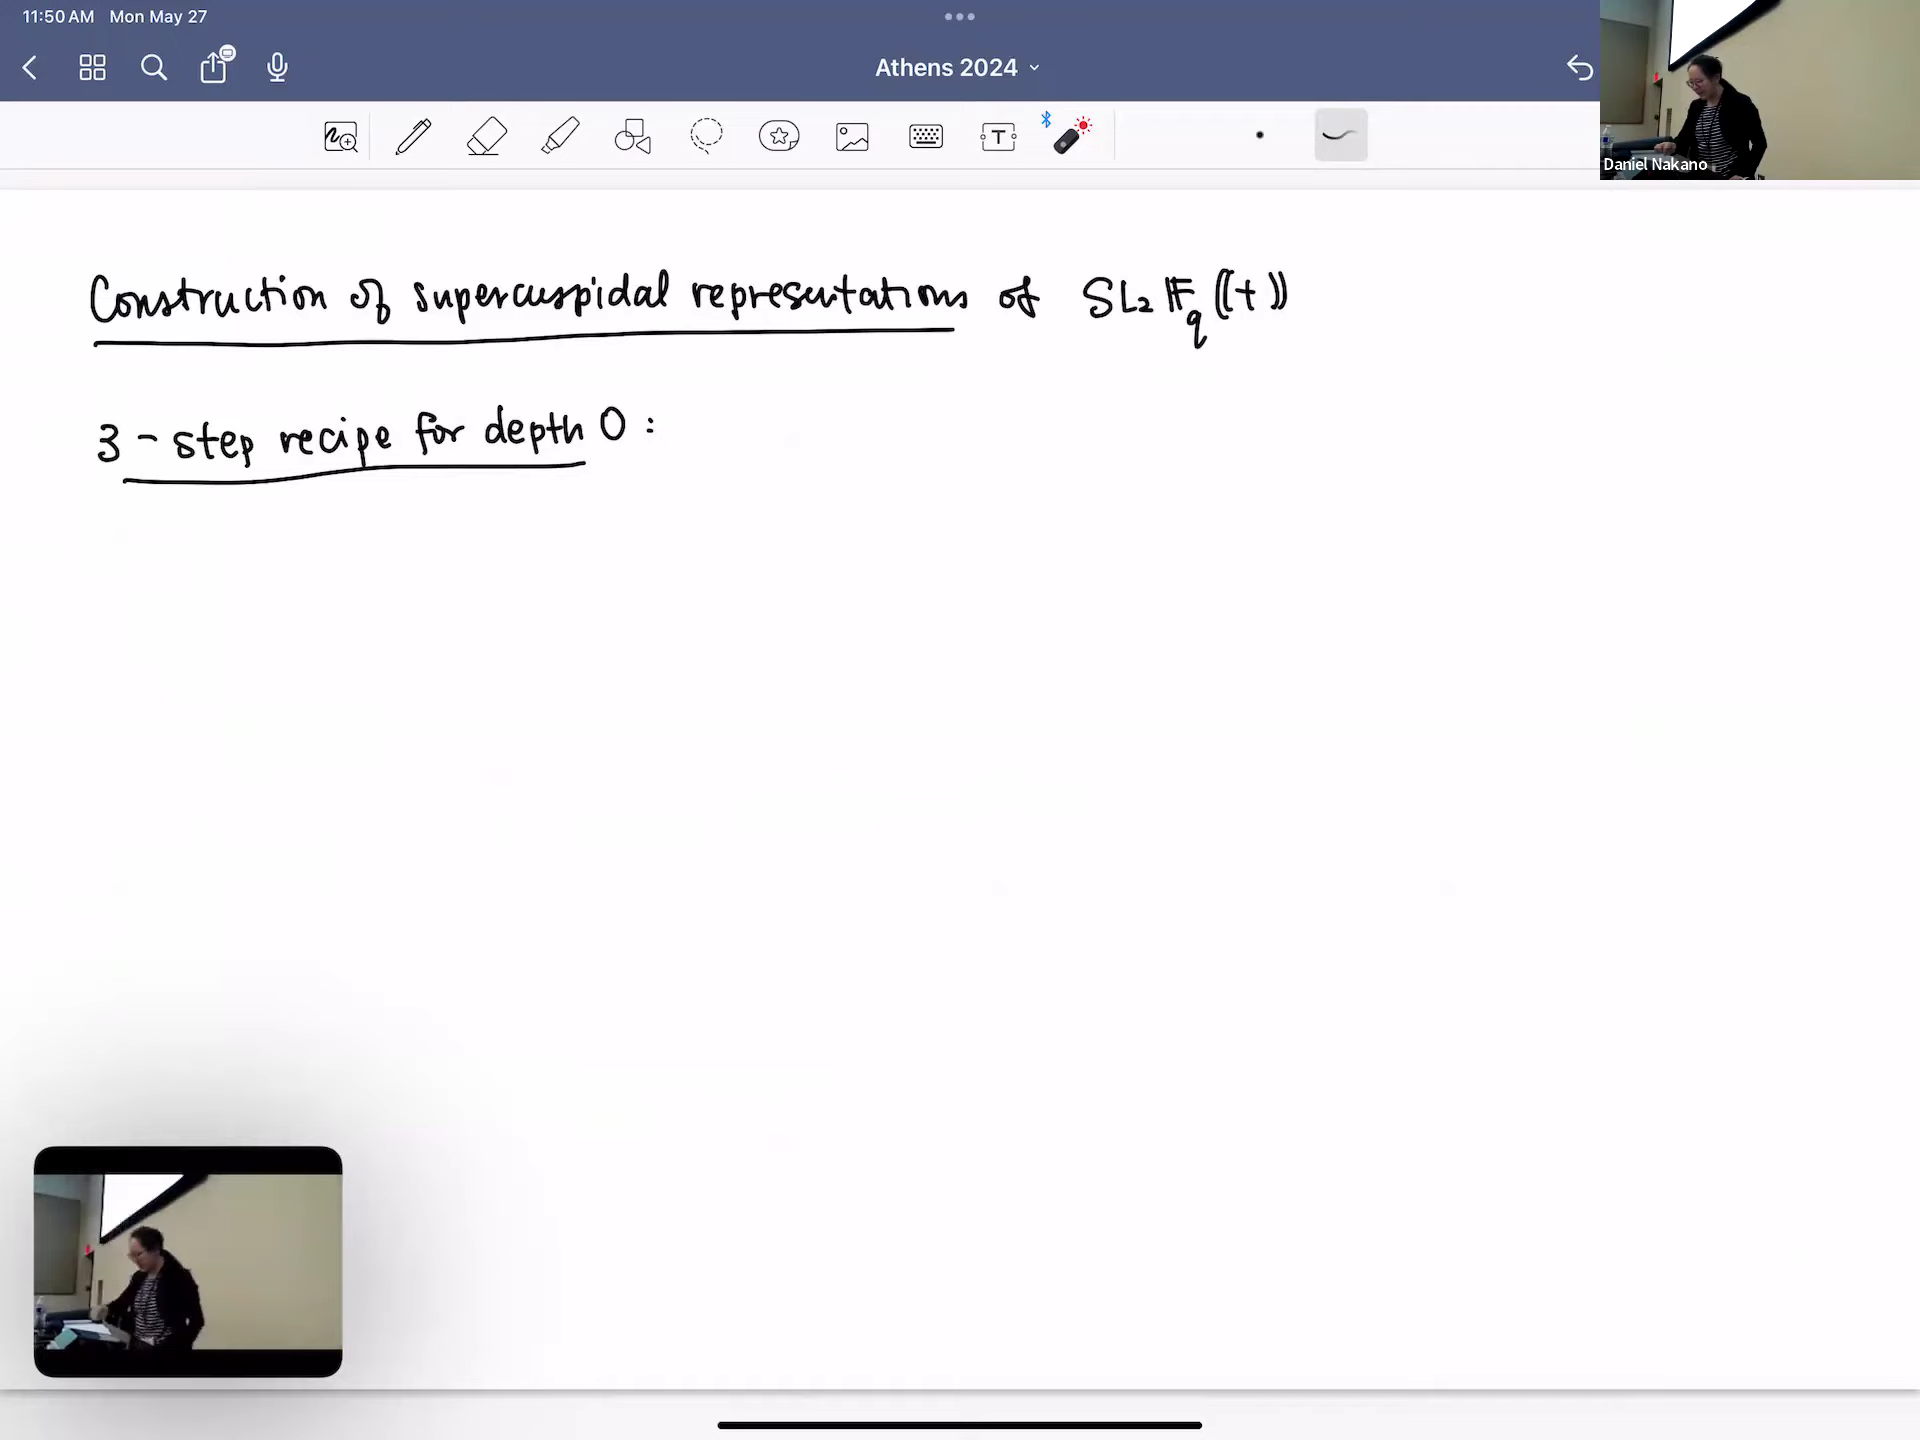 11:50 AM Mon May 27
Athens 2024
T
Daniel Nakano
Construction of supercuspidal representations of SL₂ 𝔽_q((t))
3-step recipe for depth 0: